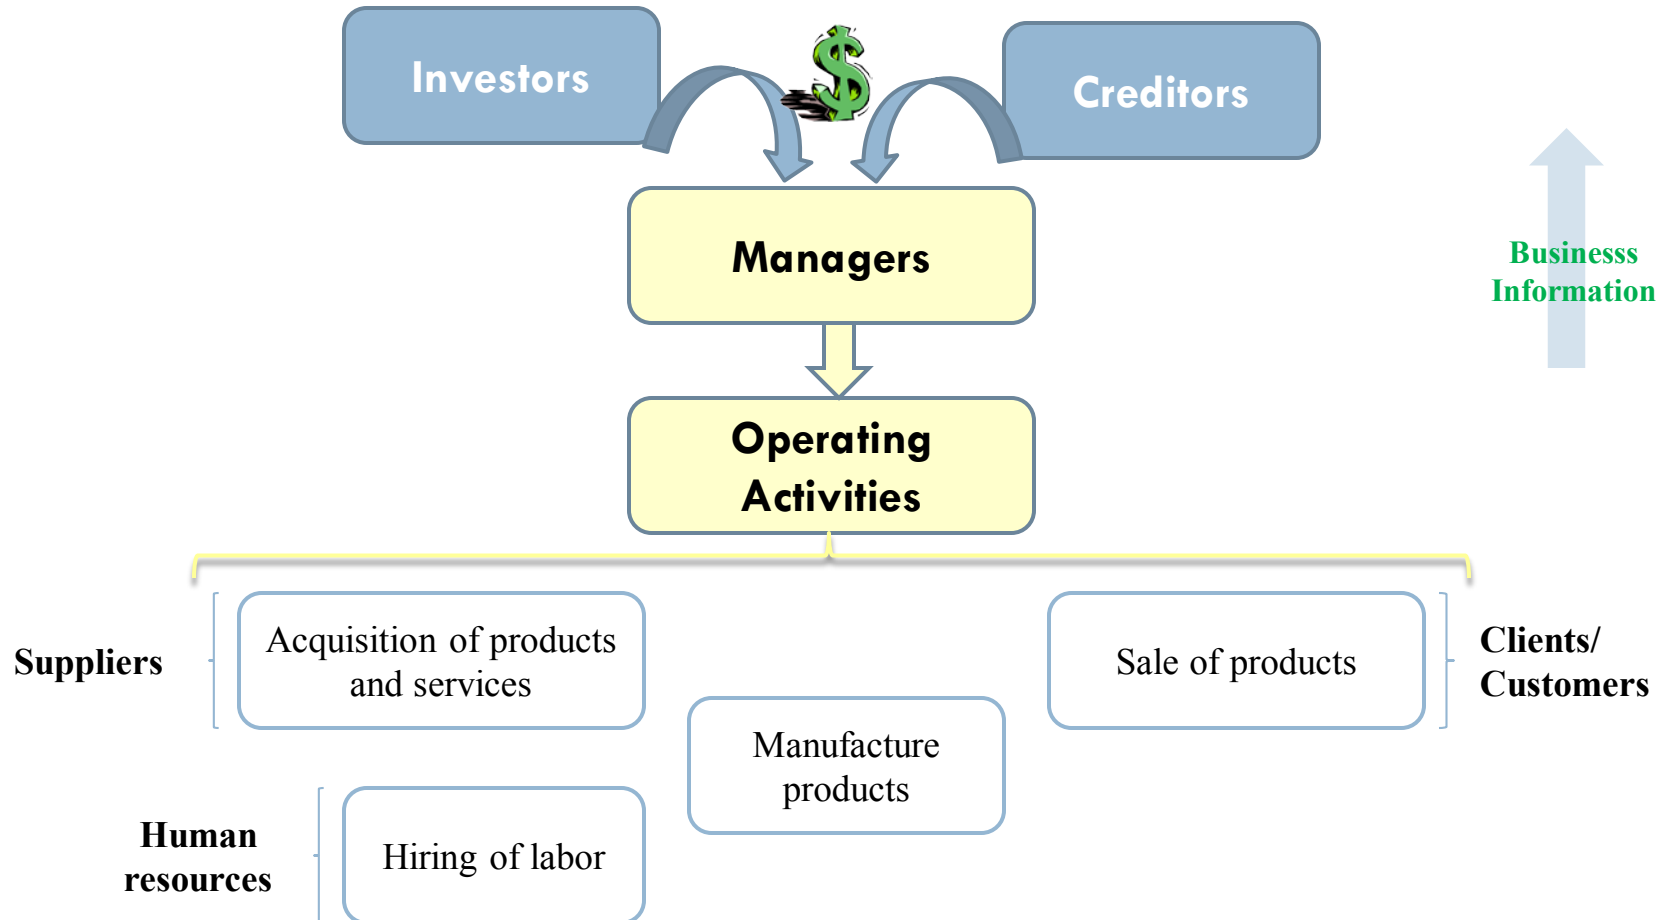 Investors
$
Creditors
Managers
Businesss
Information
Operating
Activities
Suppliers
Acquisition of products
and services
Sale of products
Clients/
Customers
Manufacture
products
Human
resources
Hiring of labor